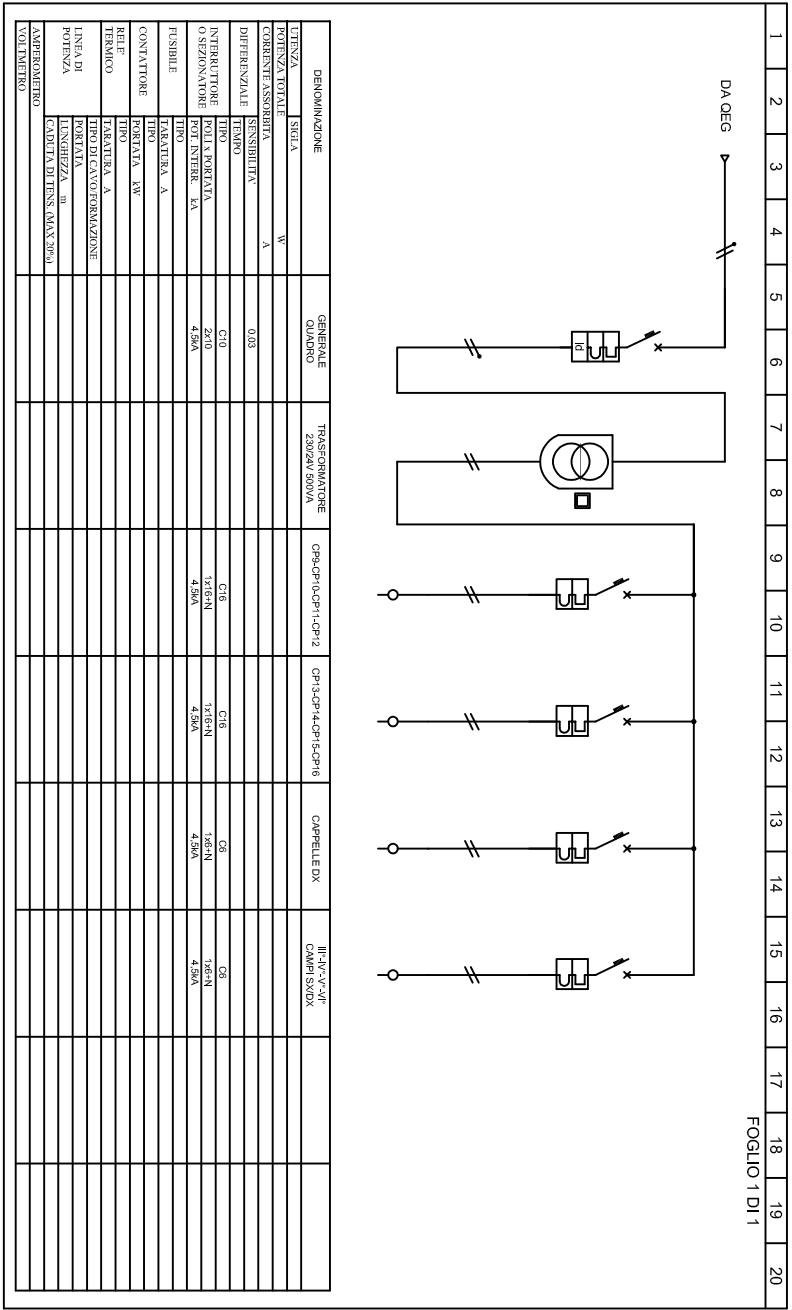 1 2 3 4 5 6 7 8 9 10 11 12 13 14 15 16 17 18 19 20
FOGLIO 1 DI 1
DA QEG
Id
DENOMINAZIONE
GENERALE
QUADRO
TRASFORMATORE
230/24V 500VA
CP9-CP10-CP11-CP12
CP13-CP14-CP15-CP16
CAPPELLE DX
III°-IV°-V°-VI°
CAMPI SX/DX
UTENZA SIGLA
POTENZA TOTALE W
CORRENTE ASSORBITA A
DIFFERENZIALE SENSIBILITA' 0,03
TEMPO
INTERRUTTORE
O SEZIONATORE
TIPO C10 C16 C16 C6 C6
POLI x PORTATA 2x10 1x16+N 1x16+N 1x6+N 1x6+N
POT. INTERR. kA 4,5kA 4,5kA 4,5kA 4,5kA 4,5kA
FUSIBILE TIPO
TARATURA A
CONTATTORE TIPO
PORTATA kW
RELE'
TERMICO
TIPO
TARATURA A
LINEA DI
POTENZA
TIPO DI CAVO/FORMAZIONE
PORTATA
LUNGHEZZA m
CADUTA DI TENS. (MAX 20%)
AMPEROMETRO
VOLTMETRO